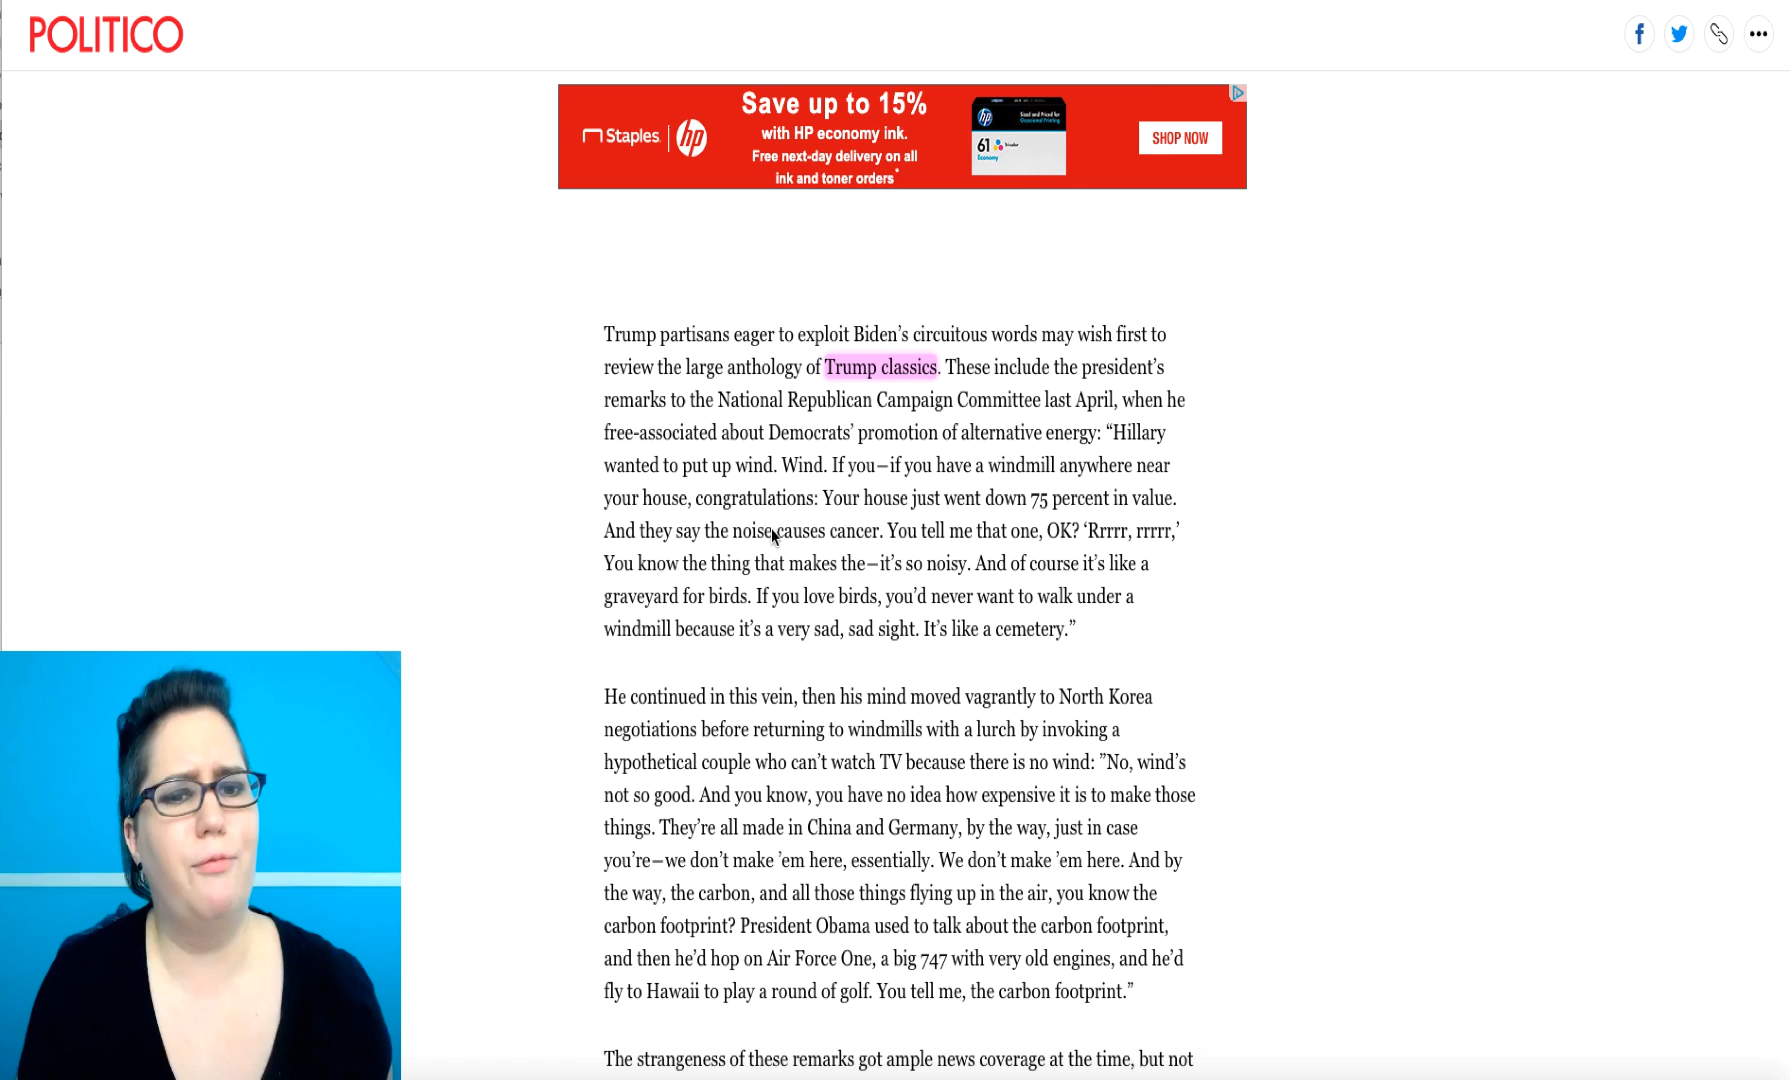 POLITICO
Save up to 15%
with HP economy ink.
Free next-day delivery on all
ink and toner orders*
Staples
hp
hp
61
Economy
Tri-color
SHOP NOW
Trump partisans eager to exploit Biden’s circuitous words may wish first to
review the large anthology of Trump classics. These include the president’s
remarks to the National Republican Campaign Committee last April, when he
free-associated about Democrats’ promotion of alternative energy: “Hillary
wanted to put up wind. Wind. If you—if you have a windmill anywhere near
your house, congratulations: Your house just went down 75 percent in value.
And they say the noise causes cancer. You tell me that one, OK? ‘Rrrrr, rrrrr,’
You know the thing that makes the—it’s so noisy. And of course it’s like a
graveyard for birds. If you love birds, you’d never want to walk under a
windmill because it’s a very sad, sad sight. It’s like a cemetery.”
He continued in this vein, then his mind moved vagrantly to North Korea
negotiations before returning to windmills with a lurch by invoking a
hypothetical couple who can’t watch TV because there is no wind: ”No, wind’s
not so good. And you know, you have no idea how expensive it is to make those
things. They’re all made in China and Germany, by the way, just in case
you’re—we don’t make ’em here, essentially. We don’t make ’em here. And by
the way, the carbon, and all those things flying up in the air, you know the
carbon footprint? President Obama used to talk about the carbon footprint,
and then he’d hop on Air Force One, a big 747 with very old engines, and he’d
fly to Hawaii to play a round of golf. You tell me, the carbon footprint.”
The strangeness of these remarks got ample news coverage at the time, but not